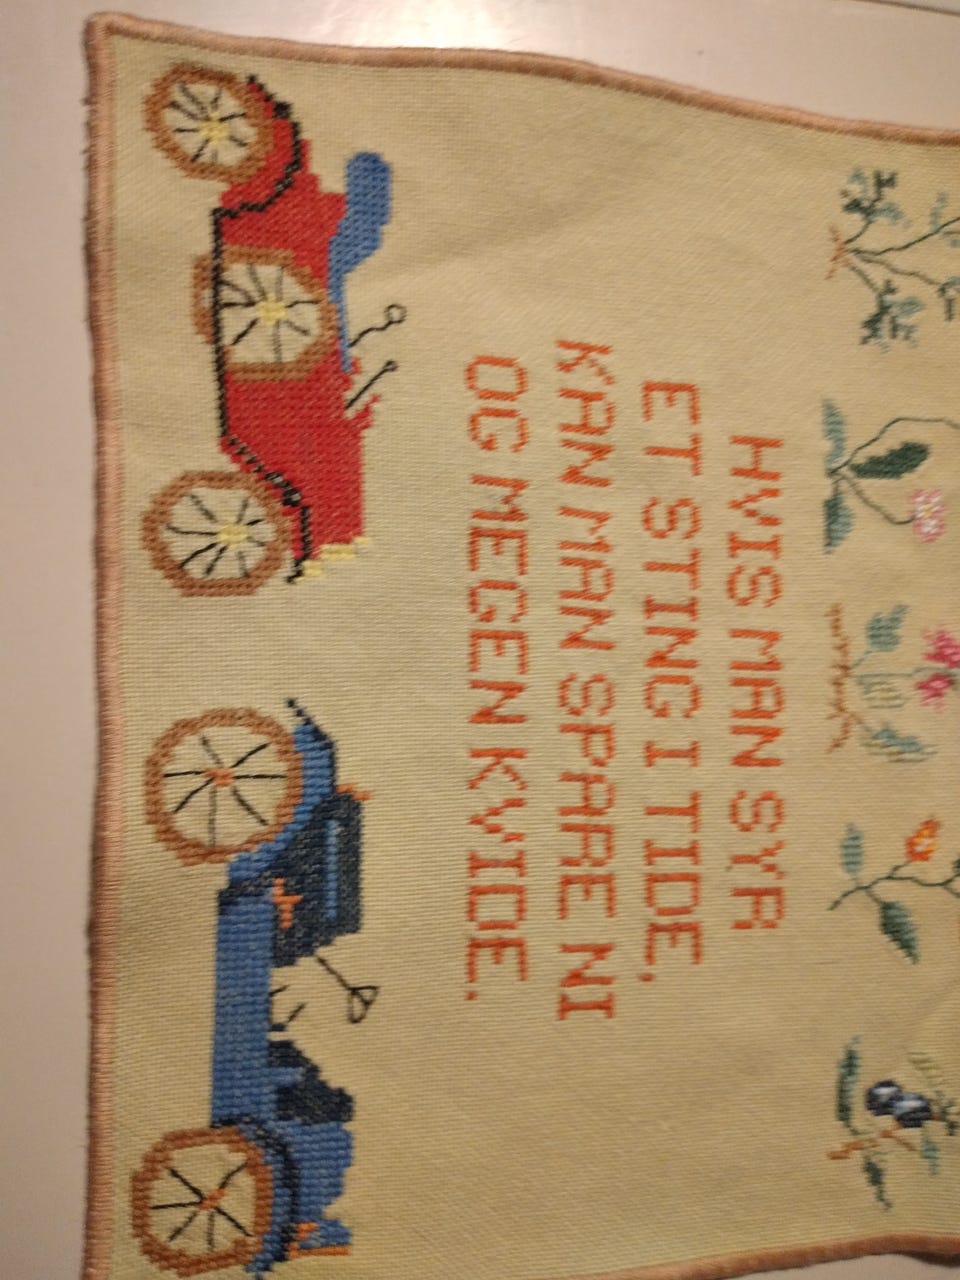 HVIS MAN SYR
ET STING I TIDE,
KAN MAN SPARE NI
OG MEGEN KVIDE.